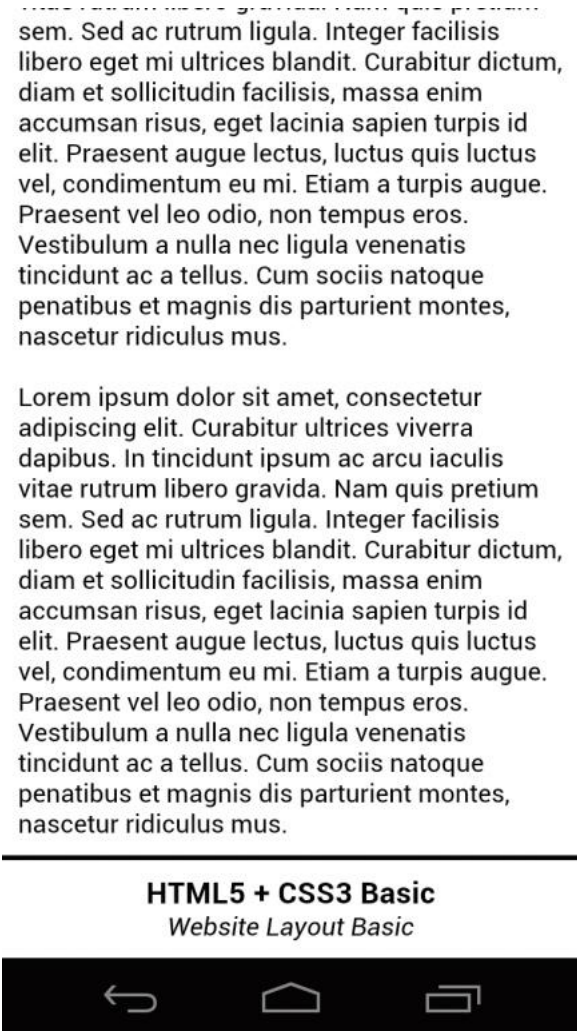 sem. Sed ac rutrum ligula. Integer facilisis
libero eget mi ultrices blandit. Curabitur dictum,
diam et sollicitudin facilisis, massa enim
accumsan risus, eget lacinia sapien turpis id
elit. Praesent augue lectus, luctus quis luctus
vel, condimentum eu mi. Etiam a turpis augue.
Praesent vel leo odio, non tempus eros.
Vestibulum a nulla nec ligula venenatis
tincidunt ac a tellus. Cum sociis natoque
penatibus et magnis dis parturient montes,
nascetur ridiculus mus.
Lorem ipsum dolor sit amet, consectetur
adipiscing elit. Curabitur ultrices viverra
dapibus. In tincidunt ipsum ac arcu iaculis
vitae rutrum libero gravida. Nam quis pretium
sem. Sed ac rutrum ligula. Integer facilisis
libero eget mi ultrices blandit. Curabitur dictum,
diam et sollicitudin facilisis, massa enim
accumsan risus, eget lacinia sapien turpis id
elit. Praesent augue lectus, luctus quis luctus
vel, condimentum eu mi. Etiam a turpis augue.
Praesent vel leo odio, non tempus eros.
Vestibulum a nulla nec ligula venenatis
tincidunt ac a tellus. Cum sociis natoque
penatibus et magnis dis parturient montes,
nascetur ridiculus mus.
HTML5 + CSS3 Basic
Website Layout Basic